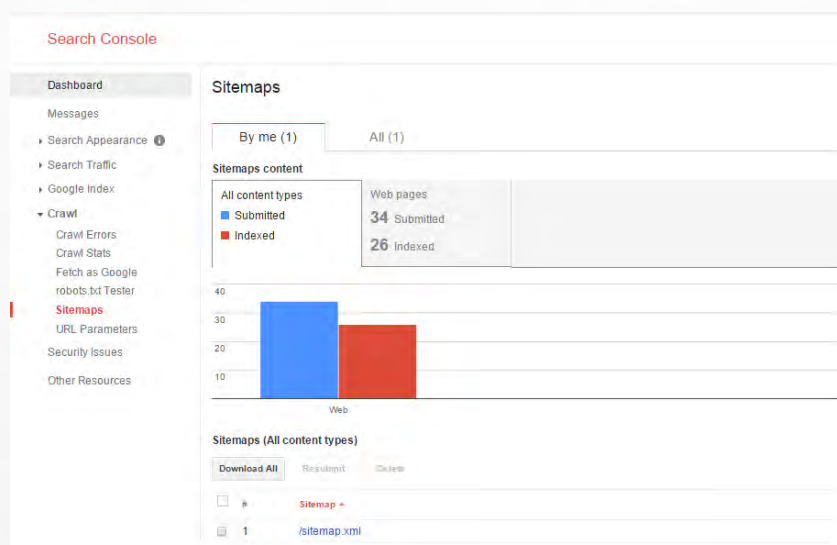 Search Console
Dashboard
Messages
Search Appearance
Search Traffic
Google Index
Crawl
Crawl Errors
Crawl Stats
Fetch as Google
robots.txt Tester
Sitemaps
URL Parameters
Security Issues
Other Resources
Sitemaps
By me (1) All (1)
Sitemaps content
All content types
Submitted
Indexed
Web pages
34 Submitted
26 Indexed
40
30
20
10
Web
Sitemaps (All content types)
Download All Resubmit Delete
# Sitemap
1 /sitemap.xml